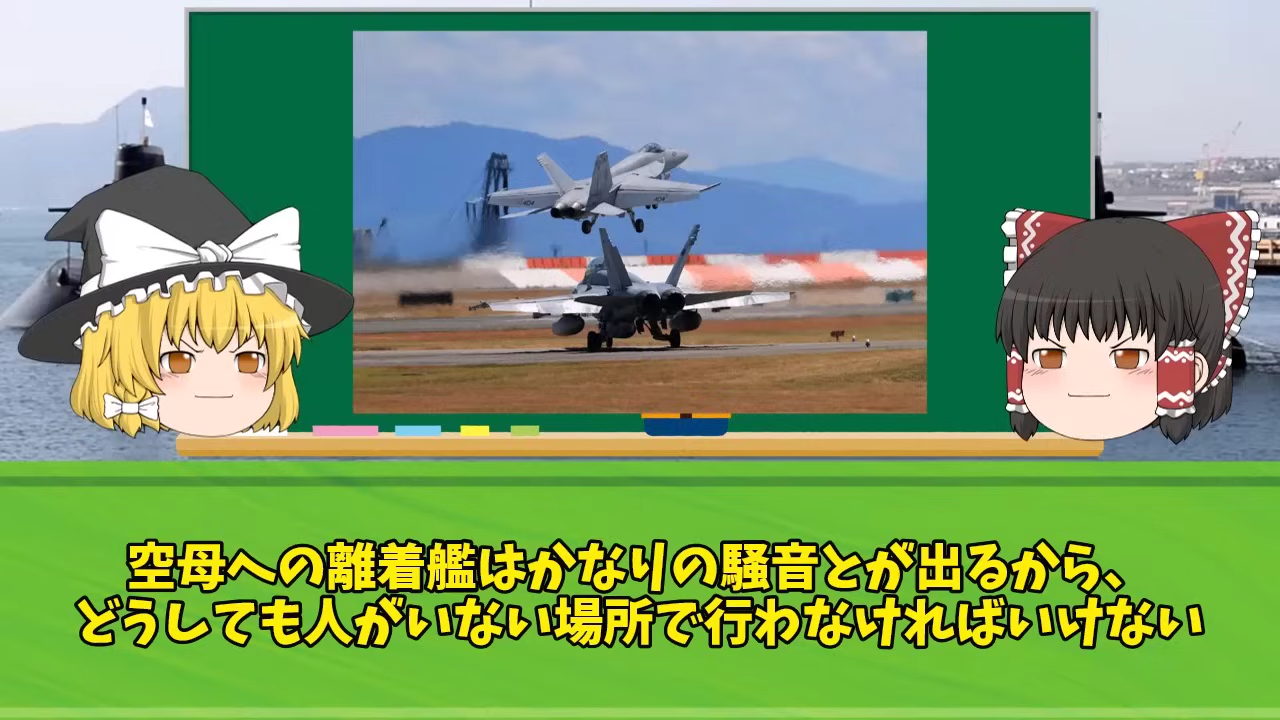 404
404
空母への離着艦はかなりの騒音とが出るから、
どうしても人がいない場所で行わなければいけない